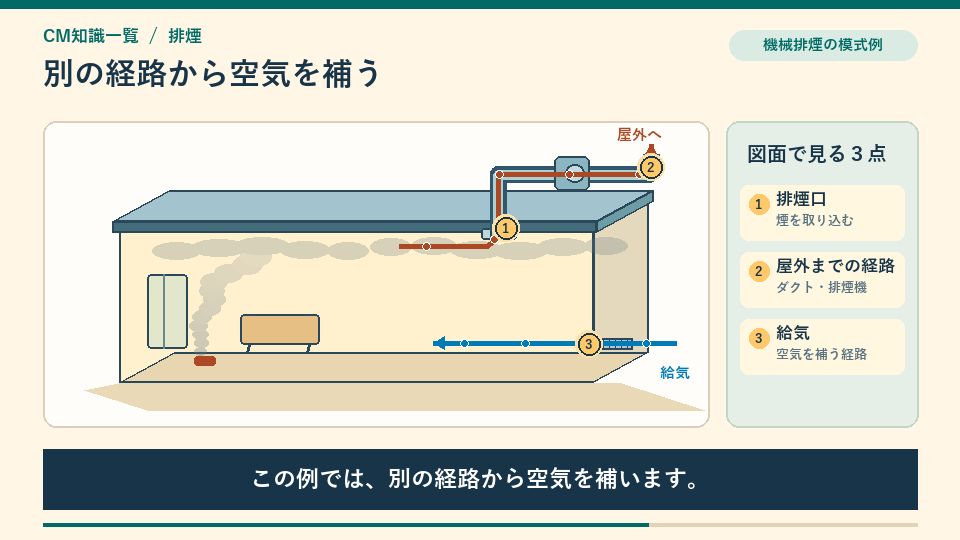 CM知識一覧 / 排煙
機械排煙の模式例
別の経路から空気を補う
屋外へ
2
1
3
給気
図面で見る3点
1 排煙口
煙を取り込む
2 屋外までの経路
ダクト・排煙機
3 給気
空気を補う経路
この例では、別の経路から空気を補います。